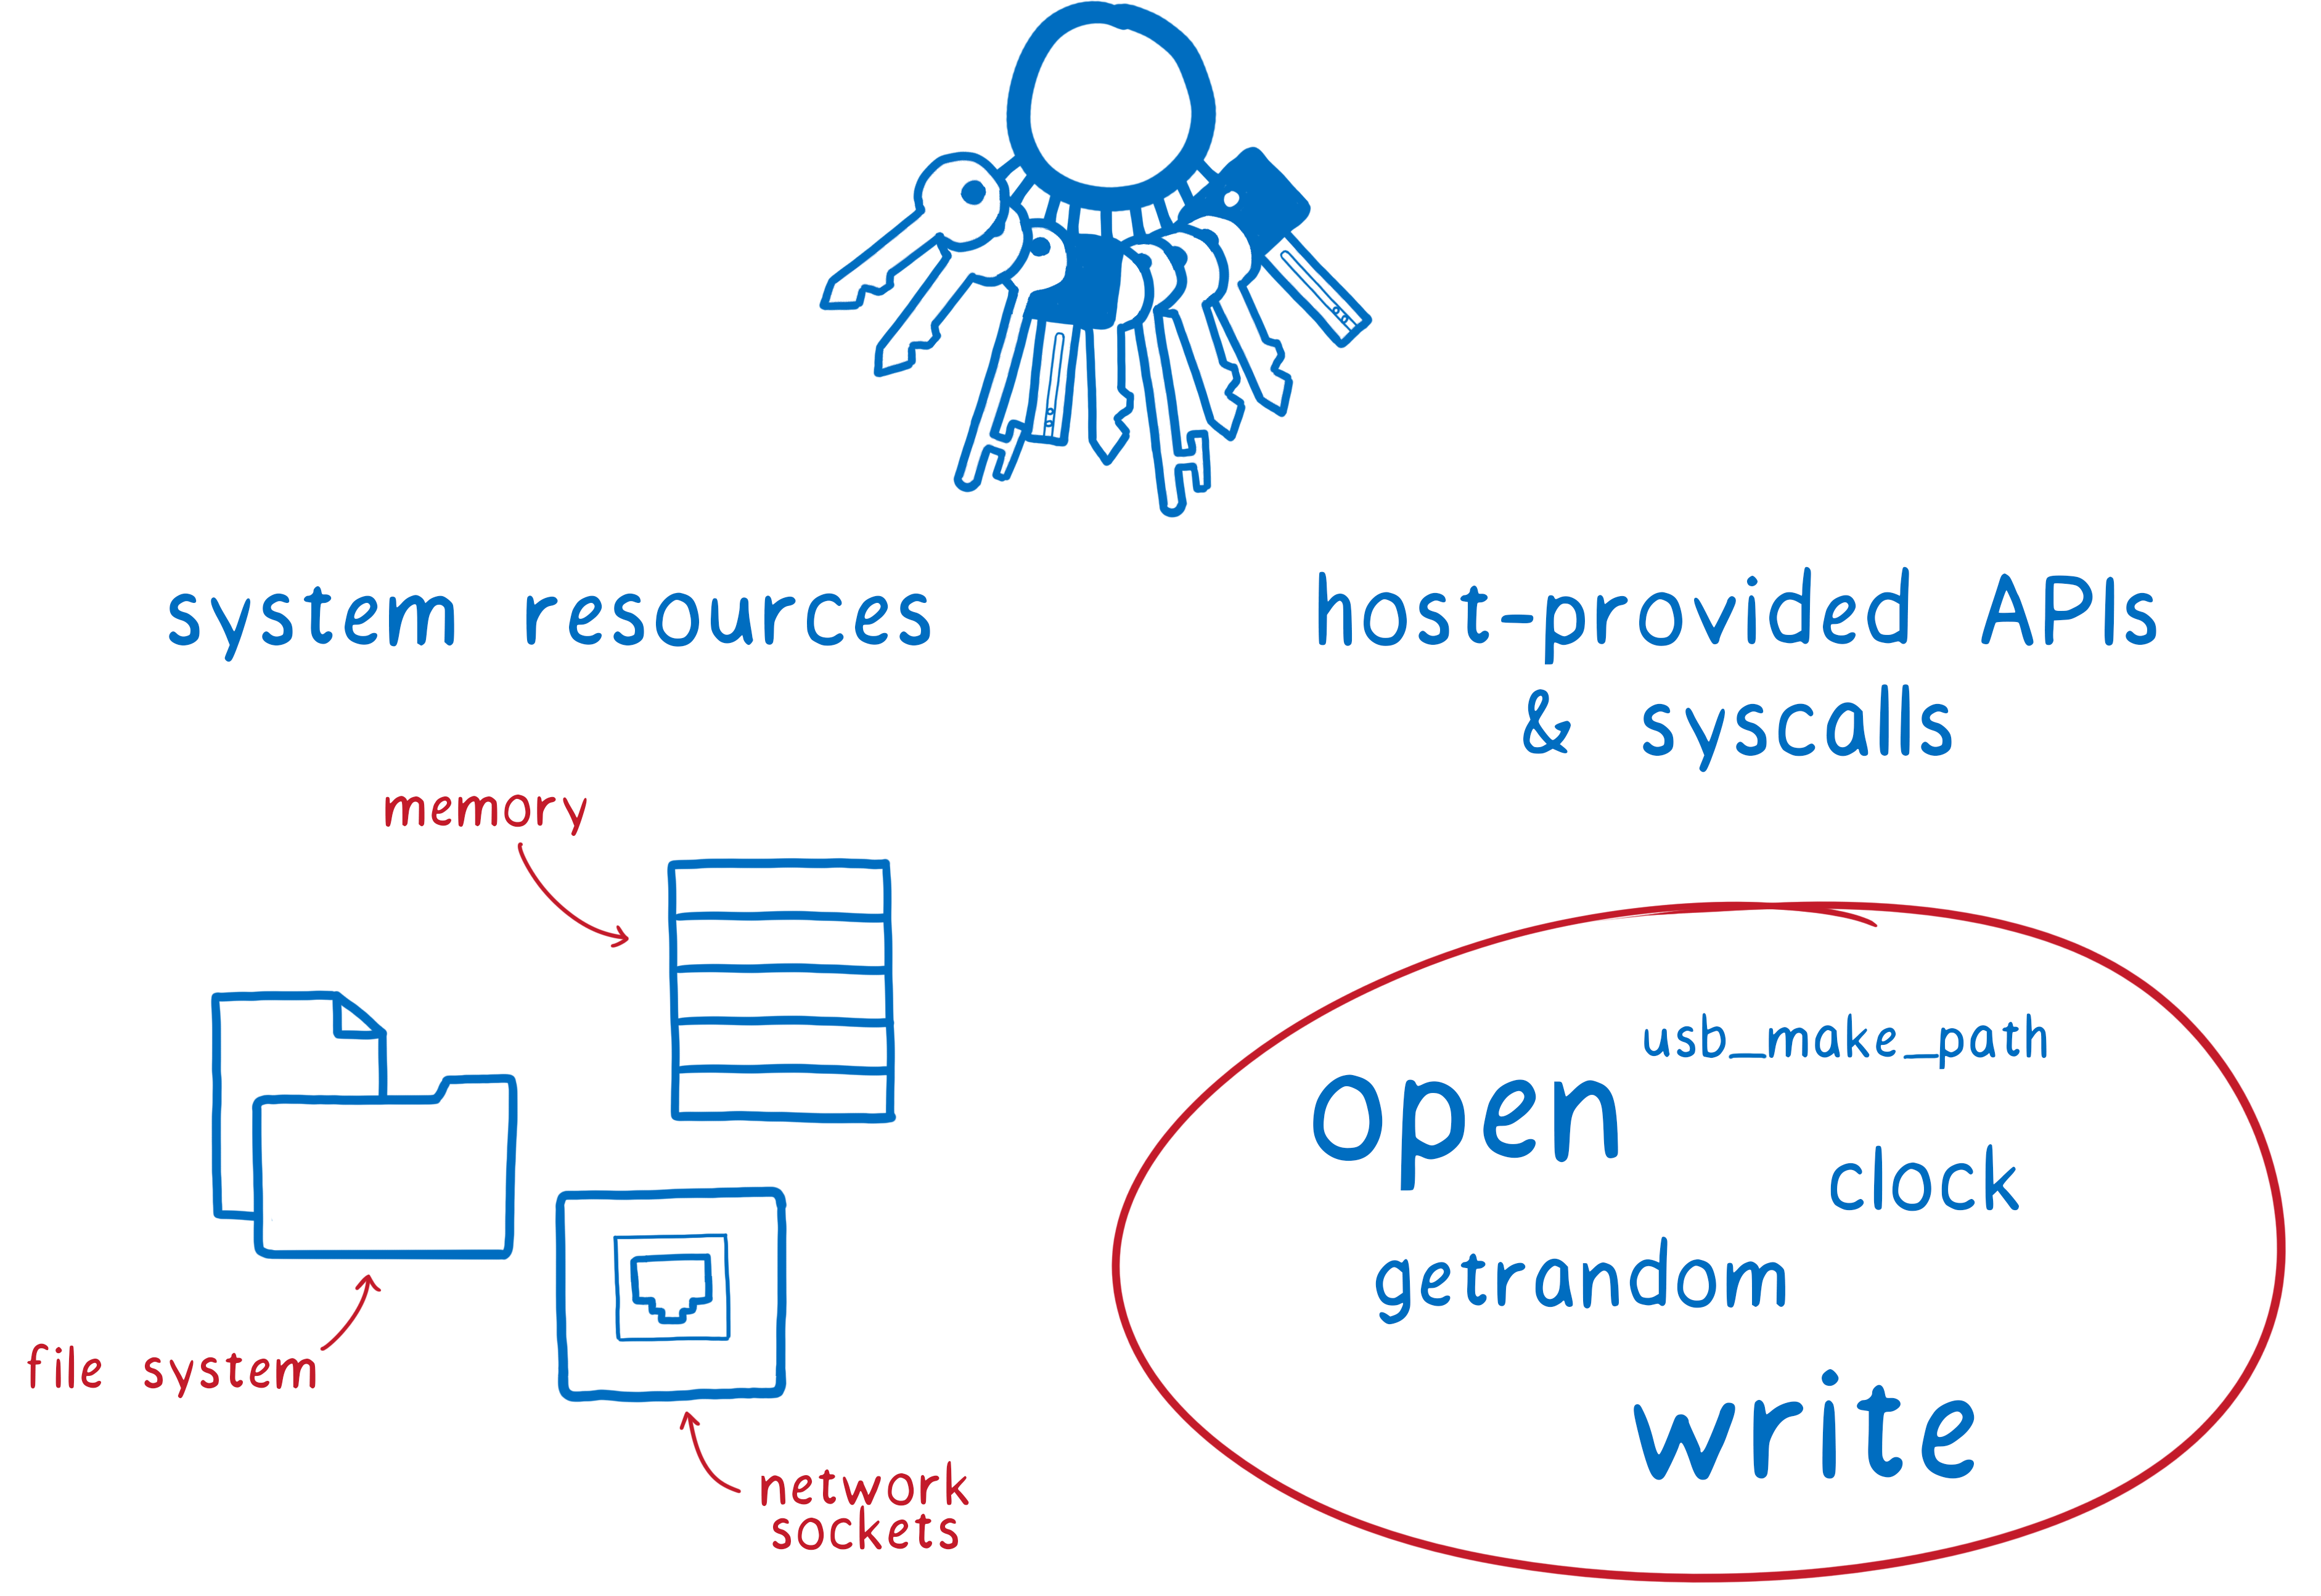 system resources
host-provided APIs
& syscalls
memory
file system
network
sockets
usb_make_path
open
clock
getrandom
write